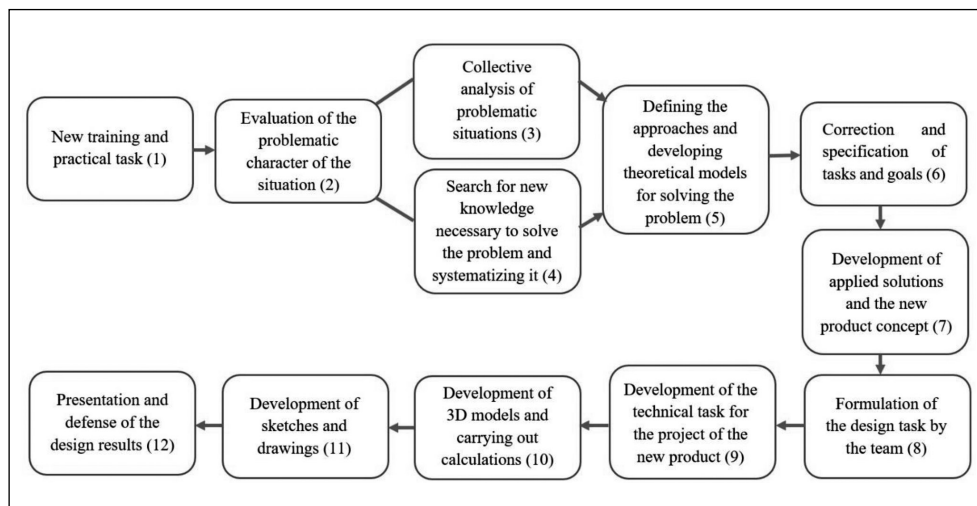 New training and
practical task (1)
Evaluation of the
problematic
character of the
situation (2)
Collective
analysis of
problematic
situations (3)
Search for new
knowledge
necessary to solve
the problem and
systematizing it (4)
Defining the
approaches and
developing
theoretical models
for solving the
problem (5)
Correction and
specification of
tasks and goals (6)
Development of
applied solutions
and the new
product concept (7)
Formulation of
the design task by
the team (8)
Development of the
technical task for
the project of the
new product (9)
Development of
3D models and
carrying out
calculations (10)
Development of
sketches and
drawings (11)
Presentation and
defense of the
design results (12)